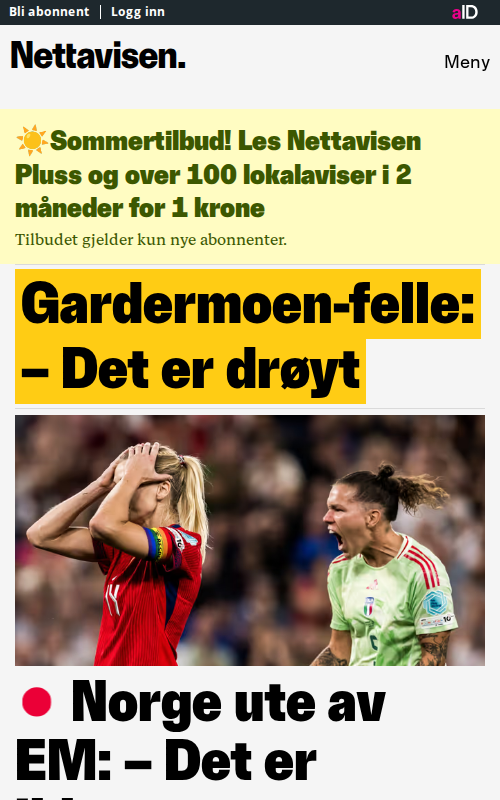 Bli abonnent | Logg inn
aID
Nettavisen.
Meny
Sommertilbud! Les Nettavisen
Pluss og over 100 lokalaviser i 2
måneder for 1 krone
Tilbudet gjelder kun nye abonnenter.
Gardermoen-felle:
– Det er drøyt
Norge ute av
EM: – Det er